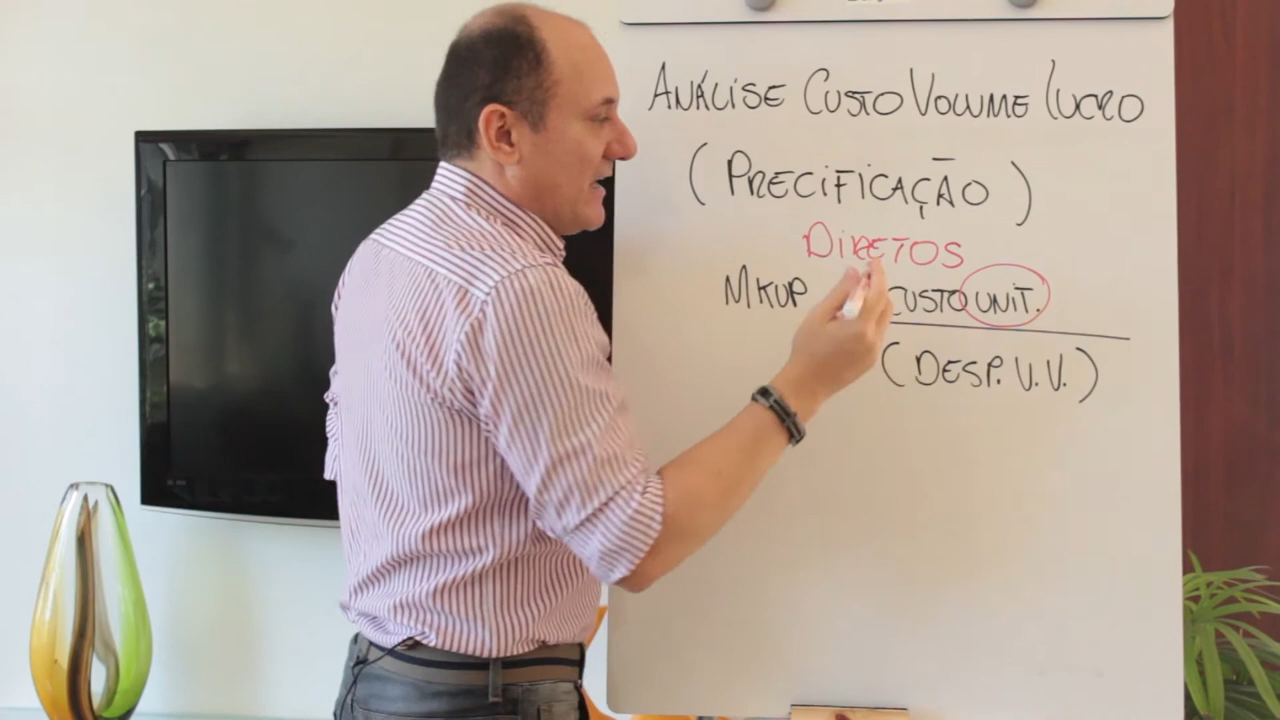 ANÁLISE CUSTO VOLUME LUCRO
(PRECIFICAÇÃO)
DIRETOS
MKUP CUSTO UNIT.
(DESP. V. V.)